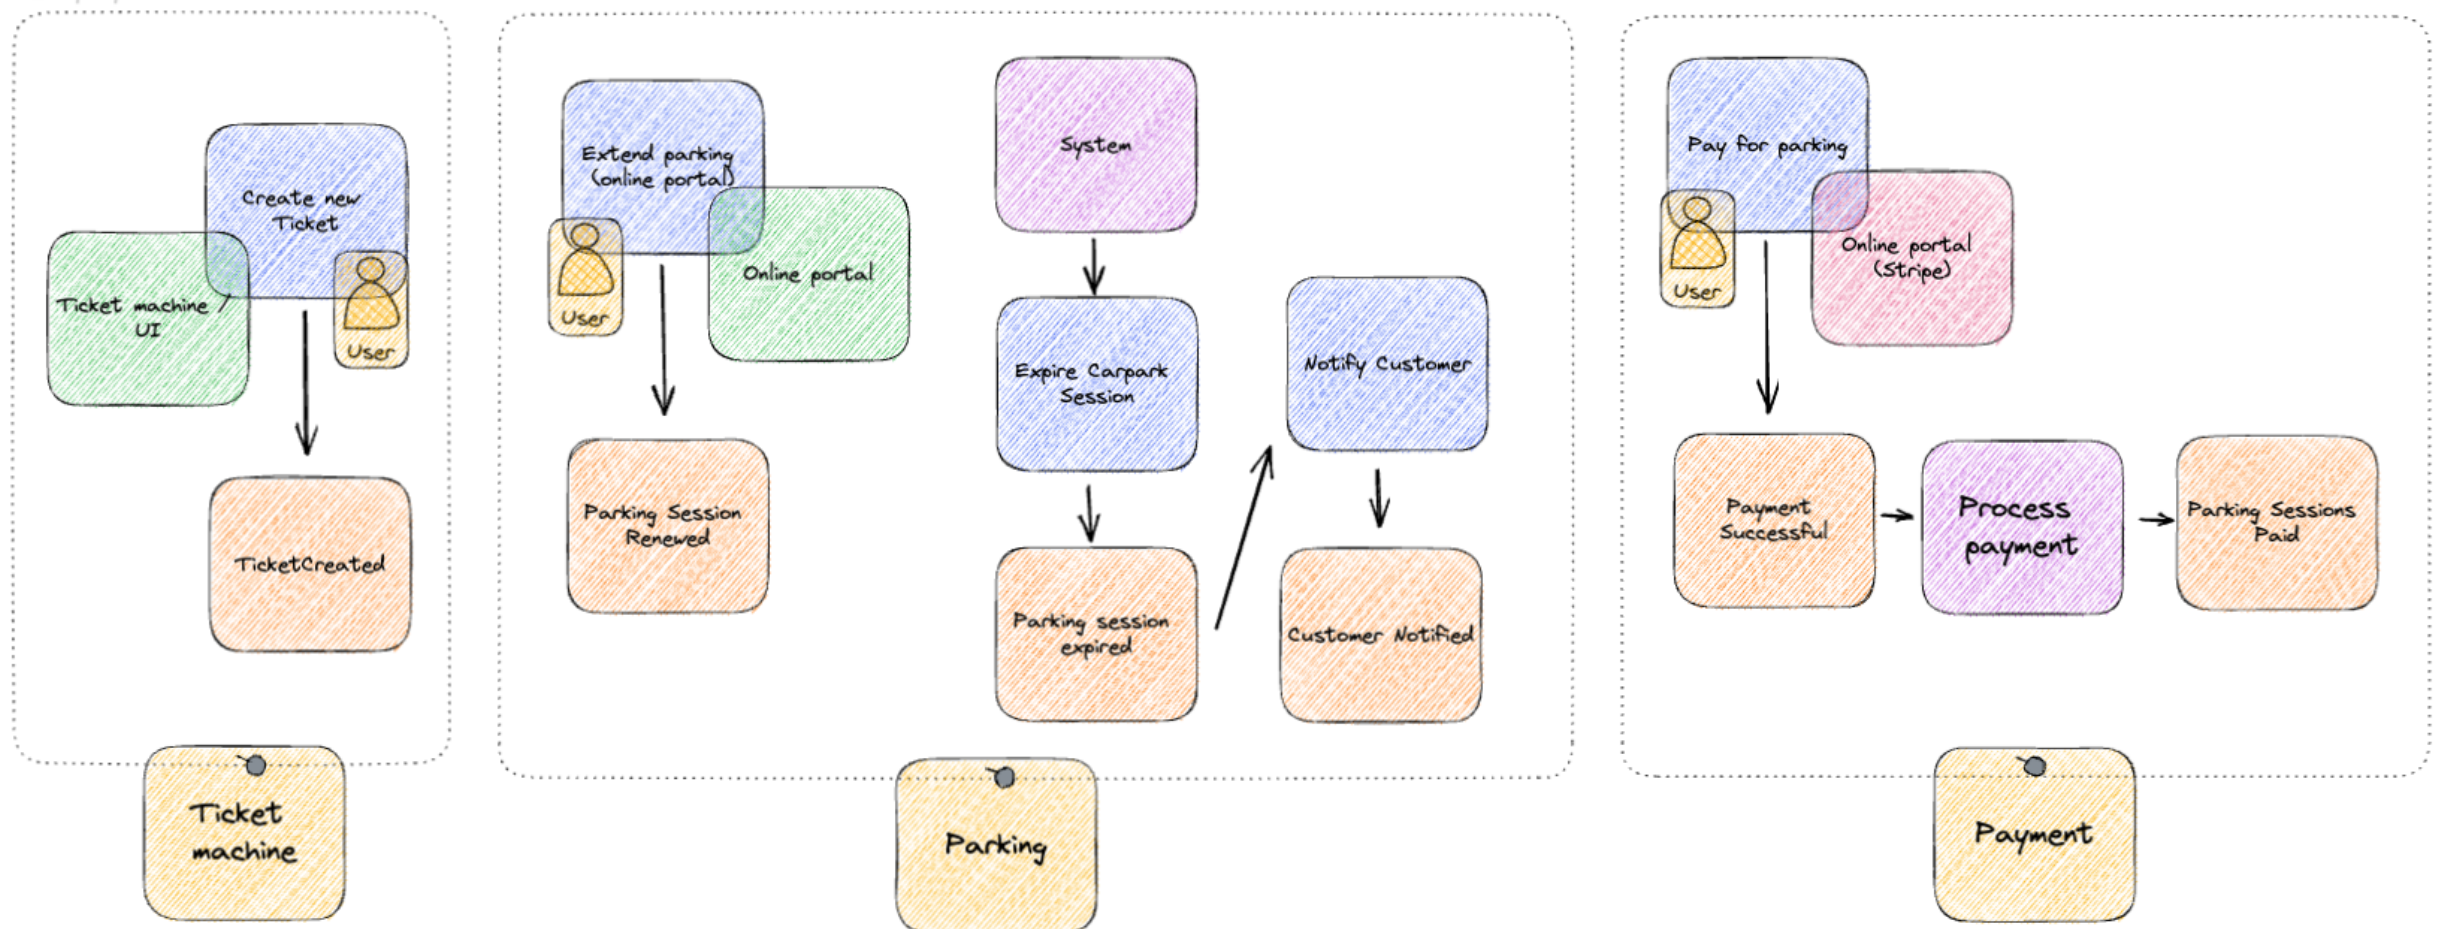 Create new
Ticket
Ticket machine /
UI
User
TicketCreated
Ticket
machine
Extend parking
(online portal)
Online portal
User
Parking Session
Renewed
System
Expire Carpark
Session
Parking session
expired
Notify Customer
Customer Notified
Parking
Pay for parking
Online portal
(Stripe)
User
Payment
Successful
Process
payment
Parking Sessions
Paid
Payment